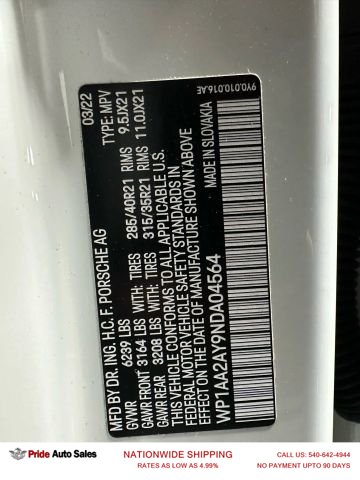 9Y0.010.016.AE
MFD BY DR. ING. H.C. F. PORSCHE AG 03/22
GVWR 6239 LBS TYPE: MPV
GAWR FRONT 3164 LBS WITH: TIRES 285/40R21 RIMS 9.5JX21
GAWR REAR 3208 LBS WITH: TIRES 315/35R21 RIMS 11.0JX21
THIS VEHICLE CONFORMS TO ALL APPLICABLE U.S.
FEDERAL MOTOR VEHICLE SAFETY STANDARDS IN
EFFECT ON THE DATE OF MANUFACTURE SHOWN ABOVE
WP1AA2AY9NDA04564 MADE IN SLOVAKIA
Pride Auto Sales
NATIONWIDE SHIPPING
RATES AS LOW AS 4.99%
CALL US: 540-642-4944
NO PAYMENT UP TO 90 DAYS